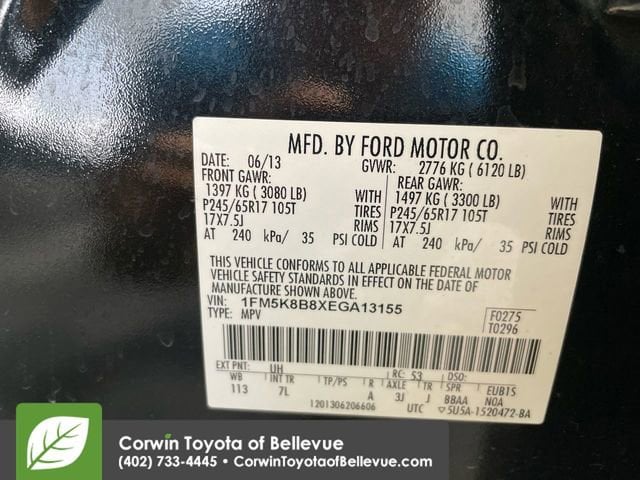 MFD. BY FORD MOTOR CO.
DATE: 06/13 GVWR: 2776 KG ( 6120 LB)
FRONT GAWR: REAR GAWR:
1397 KG ( 3080 LB) WITH 1497 KG ( 3300 LB) WITH
P245/65R17 105T TIRES P245/65R17 105T TIRES
17X7.5J RIMS 17X7.5J RIMS
AT 240 kPa/ 35 PSI COLD AT 240 kPa/ 35 PSI COLD
THIS VEHICLE CONFORMS TO ALL APPLICABLE FEDERAL MOTOR
VEHICLE SAFETY STANDARDS IN EFFECT ON THE DATE OF
MANUFACTURE SHOWN ABOVE.
VIN: 1FM5K8B8XEGA13155 F0275
TYPE: MPV T0296
EXT PNT: UH RC: 53 DSO:
WB INT TR TP/PS R AXLE TR SPR EUB1S
113 7L A 3J J BBAA NOA
1201306206606 UTC 5U5A-1520472-BA
Corwin Toyota of Bellevue
(402) 733-4445 • CorwinToyotaofBellevue.com